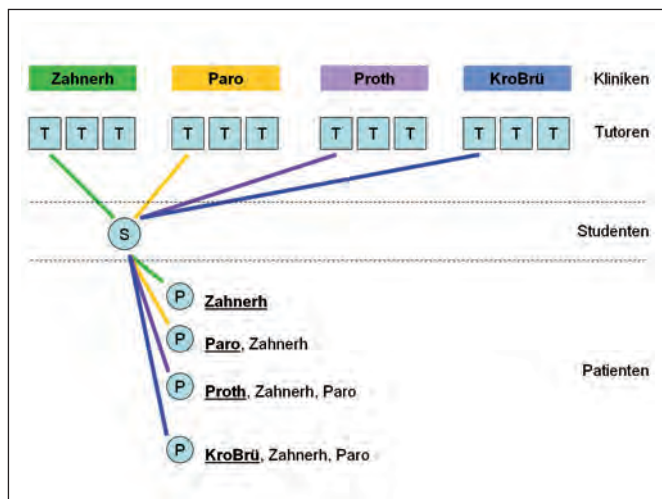 Zahnerh Paro Proth KroBrü Kliniken
T T T T T T T T T T T T Tutoren
S Studenten
P Zahnerh
P Paro, Zahnerh
P Proth, Zahnerh, Paro
Patienten
P KroBrü, Zahnerh, Paro